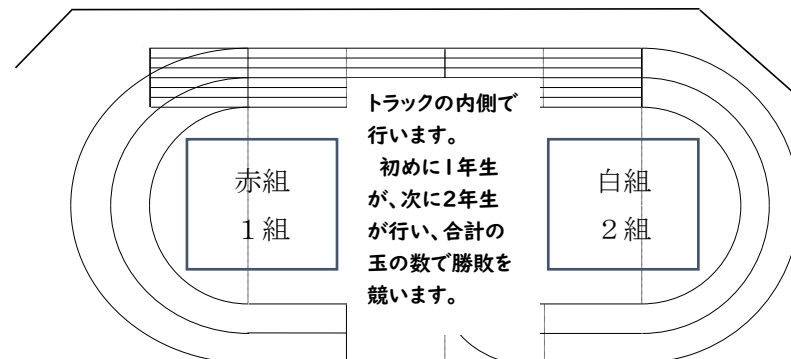 赤組
1組
トラックの内側で
行います。
初めに1年生
が、次に2年生
が行い、合計の
玉の数で勝敗を
競います。
白組
2組